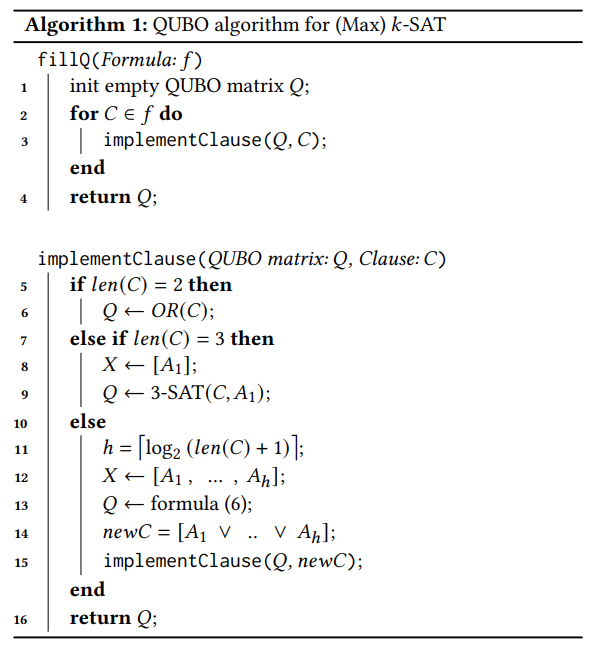 Algorithm 1: QUBO algorithm for (Max) k-SAT
fillQ(Formula: f)
1 init empty QUBO matrix Q;
2 for C ∈ f do
3 implementClause(Q, C);
end
4 return Q;
implementClause(QUBO matrix: Q, Clause: C)
5 if len(C) = 2 then
6 Q ← OR(C);
7 else if len(C) = 3 then
8 X ← [A₁];
9 Q ← 3-SAT(C, A₁);
10 else
11 h = ⌈log₂ (len(C) + 1)⌉;
12 X ← [A₁ , ... , Aₕ];
13 Q ← formula (6);
14 newC = [A₁ ∨ .. ∨ Aₕ];
15 implementClause(Q, newC);
end
16 return Q;